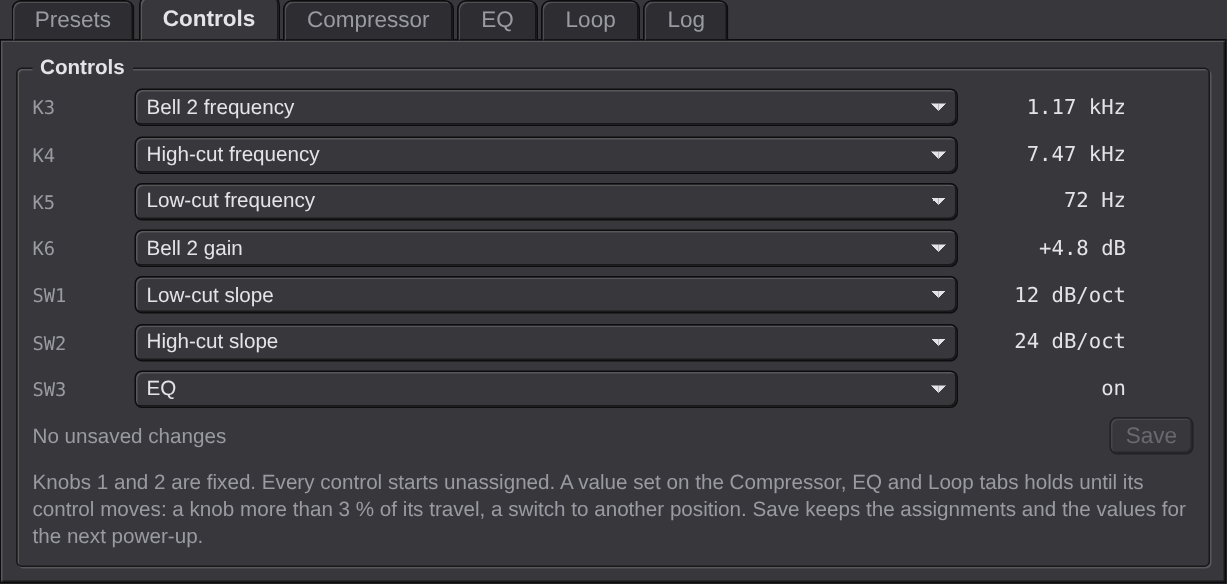 Presets Controls Compressor EQ Loop Log
Controls
K3 Bell 2 frequency 1.17 kHz
K4 High-cut frequency 7.47 kHz
K5 Low-cut frequency 72 Hz
K6 Bell 2 gain +4.8 dB
SW1 Low-cut slope 12 dB/oct
SW2 High-cut slope 24 dB/oct
SW3 EQ on
No unsaved changes Save
Knobs 1 and 2 are fixed. Every control starts unassigned. A value set on the Compressor, EQ and Loop tabs holds until its
control moves: a knob more than 3 % of its travel, a switch to another position. Save keeps the assignments and the values for
the next power-up.